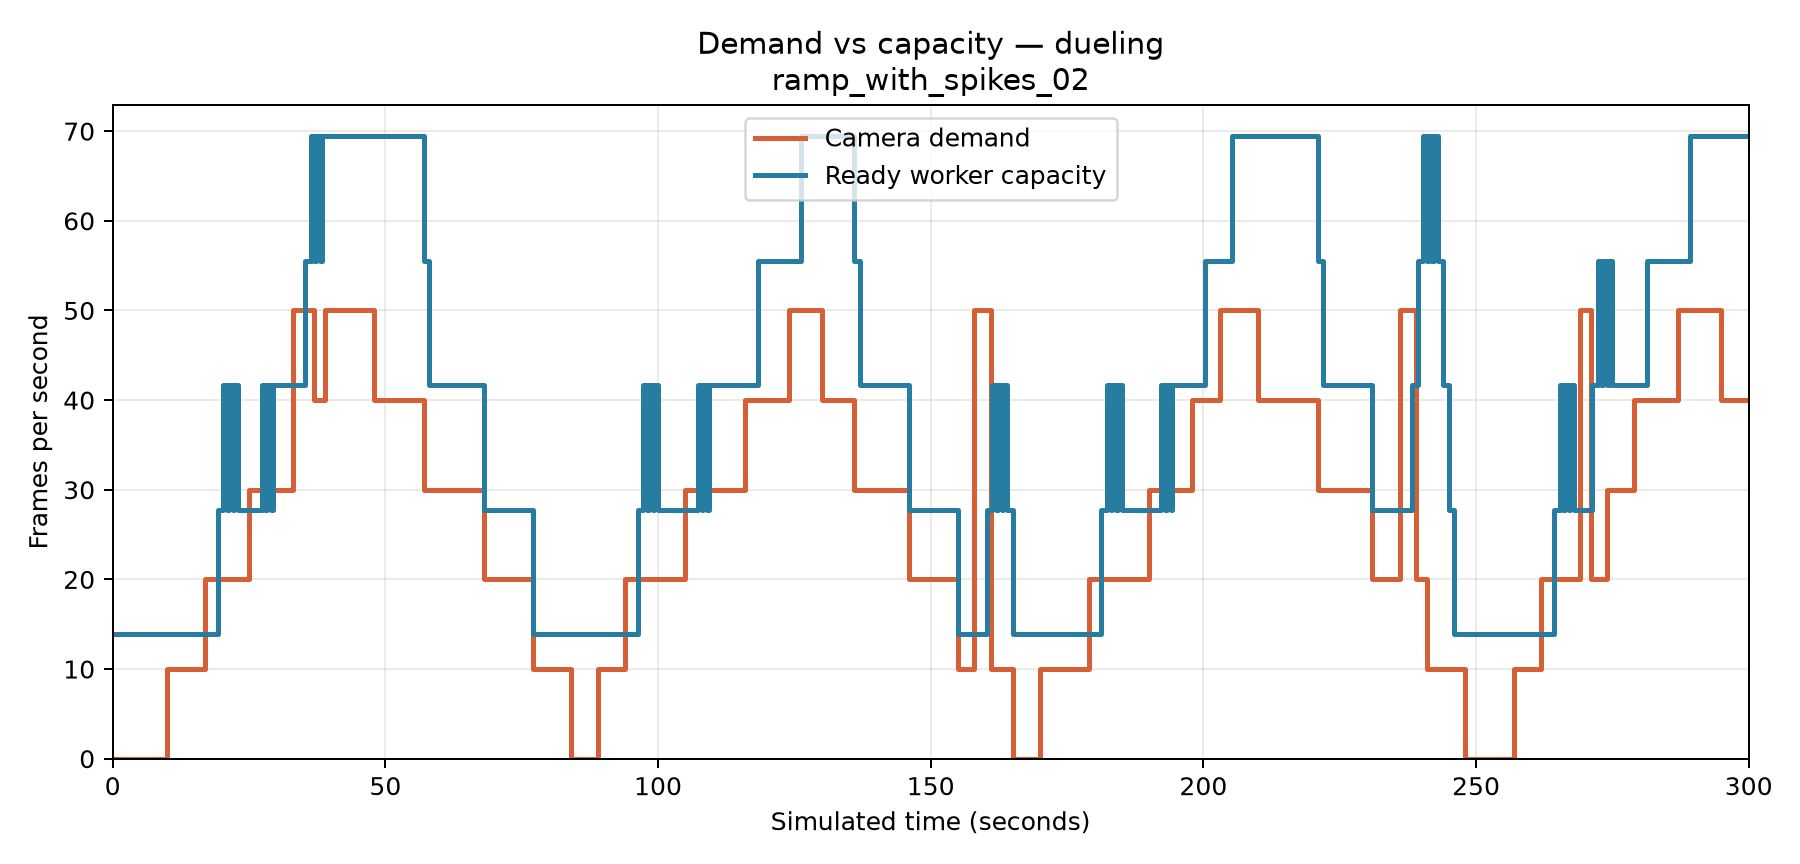 Demand vs capacity — dueling
ramp_with_spikes_02
Camera demand
Ready worker capacity
Frames per second
70
60
50
40
30
20
10
0
0 50 100 150 200 250 300
Simulated time (seconds)